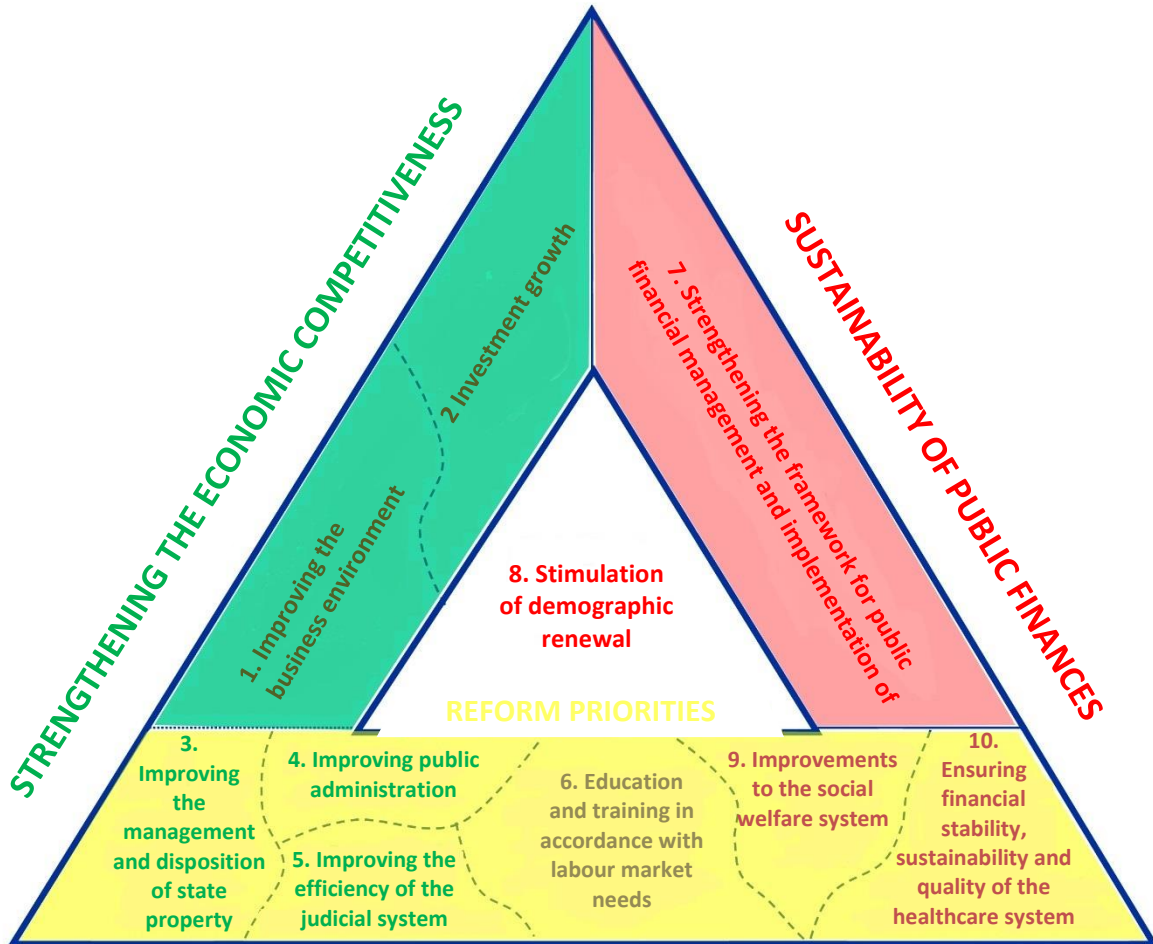 STRENGTHENING THE ECONOMIC COMPETITIVENESS
SUSTAINABILITY OF PUBLIC FINANCES
1. Improving the
business environment
2 Investment growth
7. Strengthening the framework for public
financial management and implementation of
8. Stimulation
of demographic
renewal
REFORM PRIORITIES
3.
Improving
the
management
and disposition
of state
property
4. Improving public
administration
5. Improving the
efficiency of the
judicial system
6. Education
and training in
accordance with
labour market
needs
9. Improvements
to the social
welfare system
10.
Ensuring
financial
stability,
sustainability and
quality of the
healthcare system